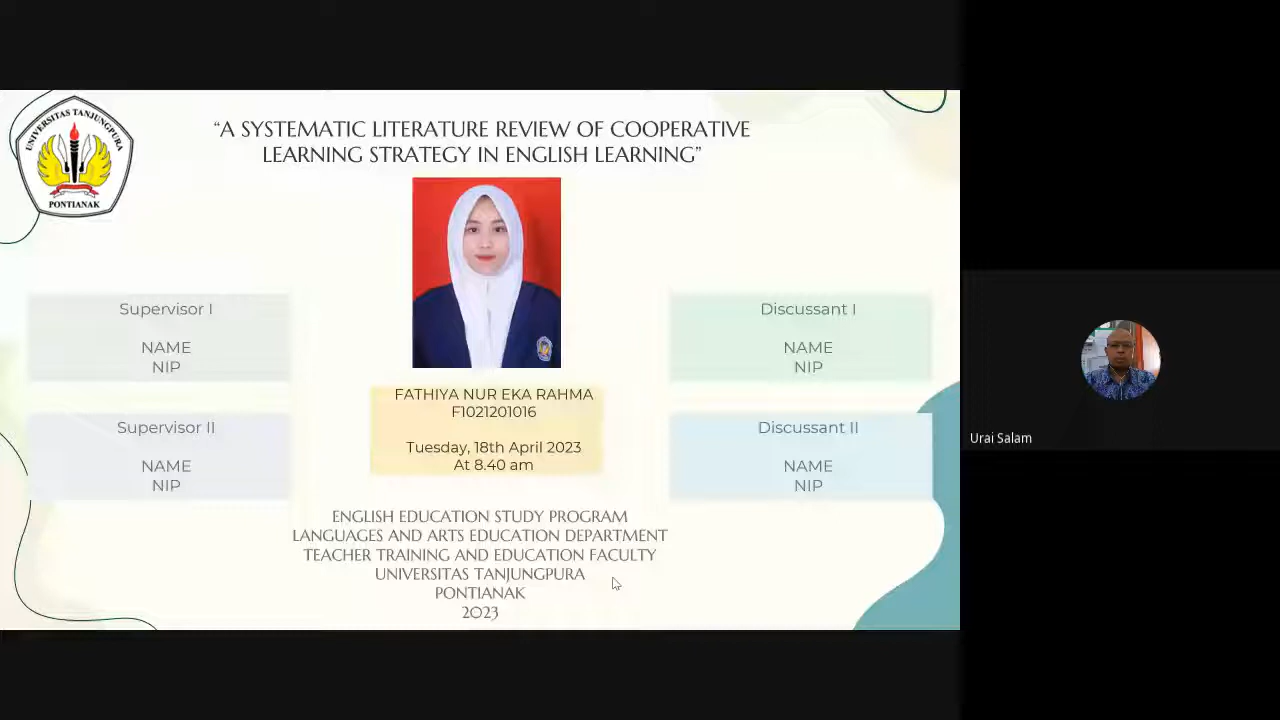 UNIVERSITAS TANJUNGPURA
PONTIANAK
“A SYSTEMATIC LITERATURE REVIEW OF COOPERATIVE
LEARNING STRATEGY IN ENGLISH LEARNING”
Supervisor I
NAME
NIP
Supervisor II
NAME
NIP
FATHIYA NUR EKA RAHMA
F1021201016
Tuesday, 18th April 2023
At 8.40 am
Discussant I
NAME
NIP
Discussant II
NAME
NIP
ENGLISH EDUCATION STUDY PROGRAM
LANGUAGES AND ARTS EDUCATION DEPARTMENT
TEACHER TRAINING AND EDUCATION FACULTY
UNIVERSITAS TANJUNGPURA
PONTIANAK
2023
Urai Salam